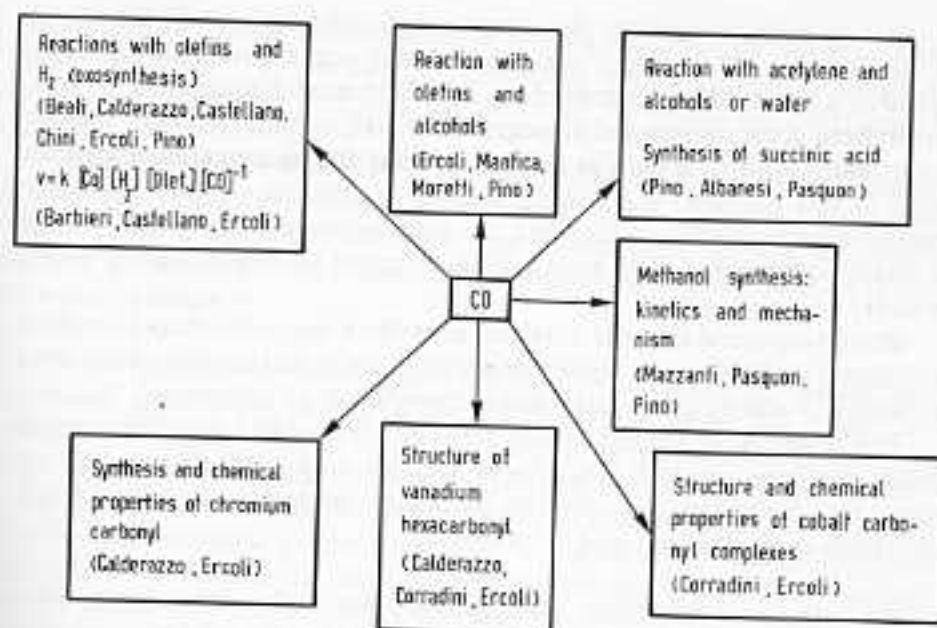 Reactions with olefins and
H₂ (oxosynthesis)
(Beali, Calderazzo, Castellano,
Chini, Ercoli, Pino)
v = k [Co] [H₂] [Olef.] [CO]⁻¹
(Barbieri, Castellano, Ercoli)
Reaction with
olefins and
alcohols
(Ercoli, Mantica,
Moretti, Pino)
Reaction with acetylene and
alcohols or water
Synthesis of succinic acid
(Pino, Albanesi, Pasquon)
CO
Methanol synthesis:
kinetics and mecha-
nism
(Mazzanti, Pasquon,
Pino)
Synthesis and chemical
properties of chromium
carbonyl
(Calderazzo, Ercoli)
Structure of
vanadium
hexacarbonyl
(Calderazzo,
Corradini, Ercoli)
Structure and chemical
properties of cobalt carbo-
nyl complexes
(Corradini, Ercoli)